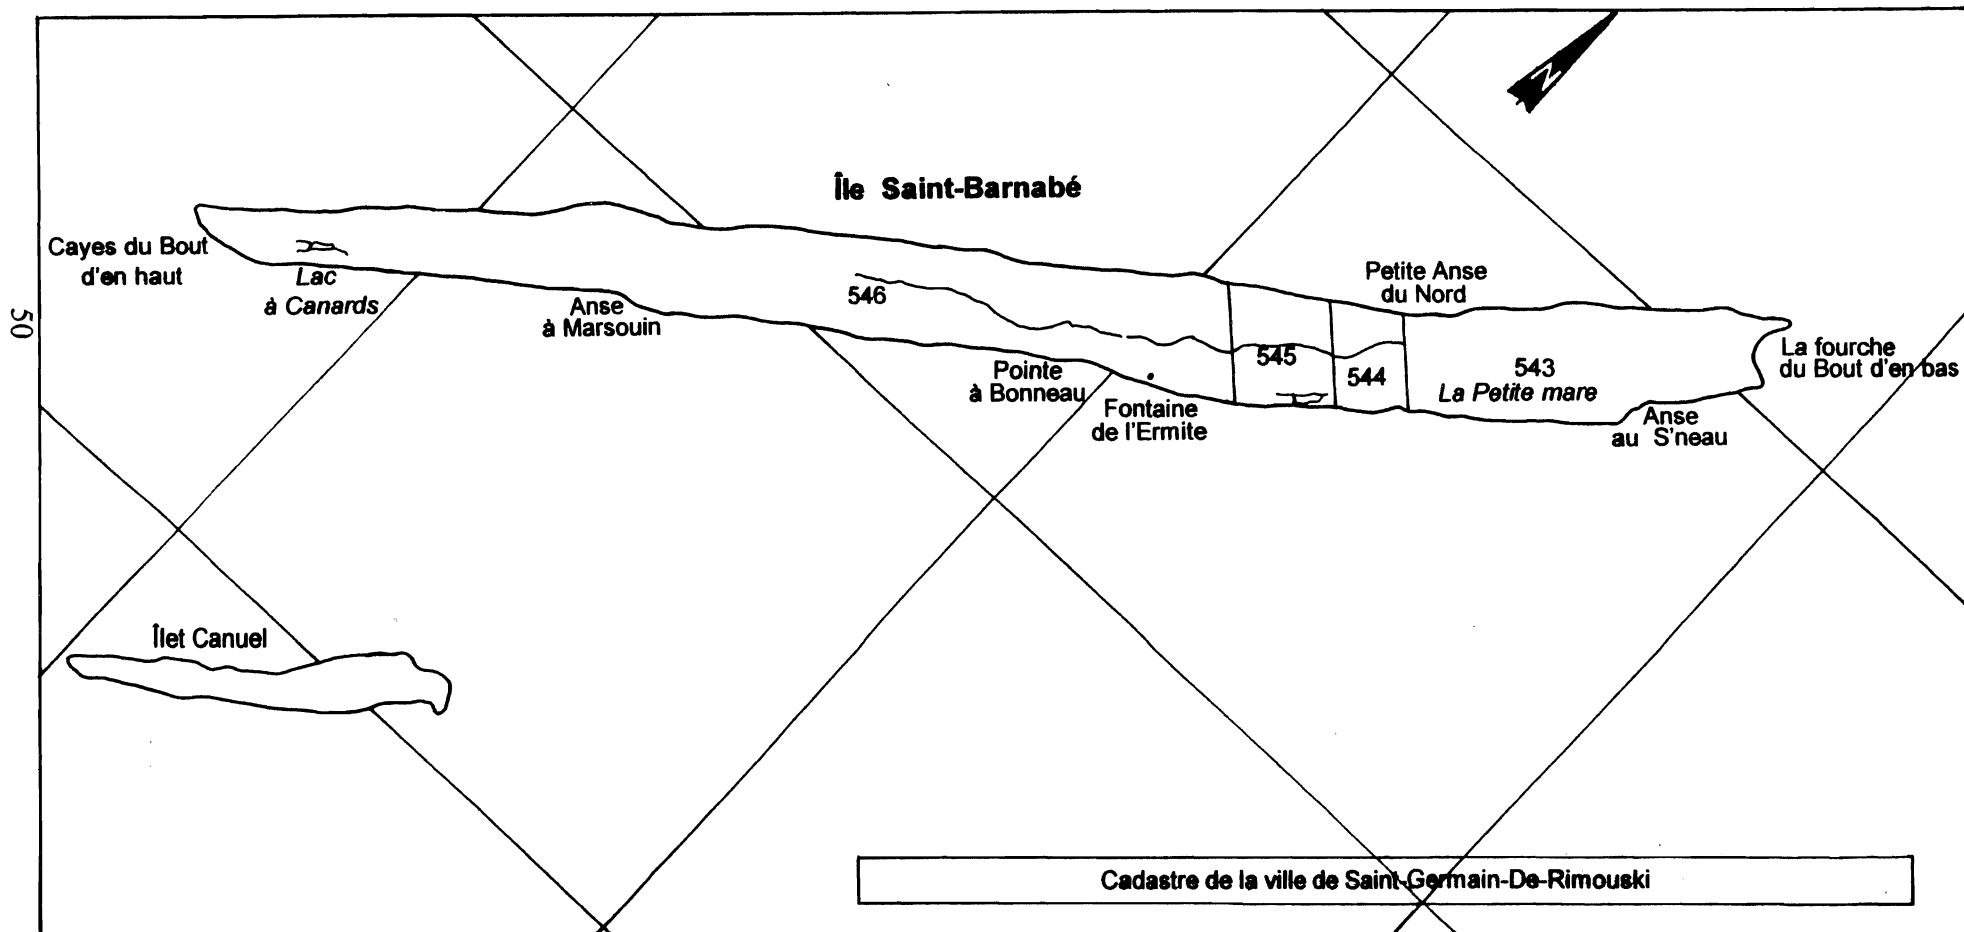 N
Île Saint-Barnabé
Cayes du Bout
d'en haut
Lac
à Canards
Anse
à Marsouin
546
Pointe
à Bonneau
Fontaine
de l'Ermite
545
544
Petite Anse
du Nord
543
La Petite mare
La fourche
du Bout d'en bas
Anse
au S'neau
50
Îlet Canuel
Cadastre de la ville de Saint-Germain-De-Rimouski